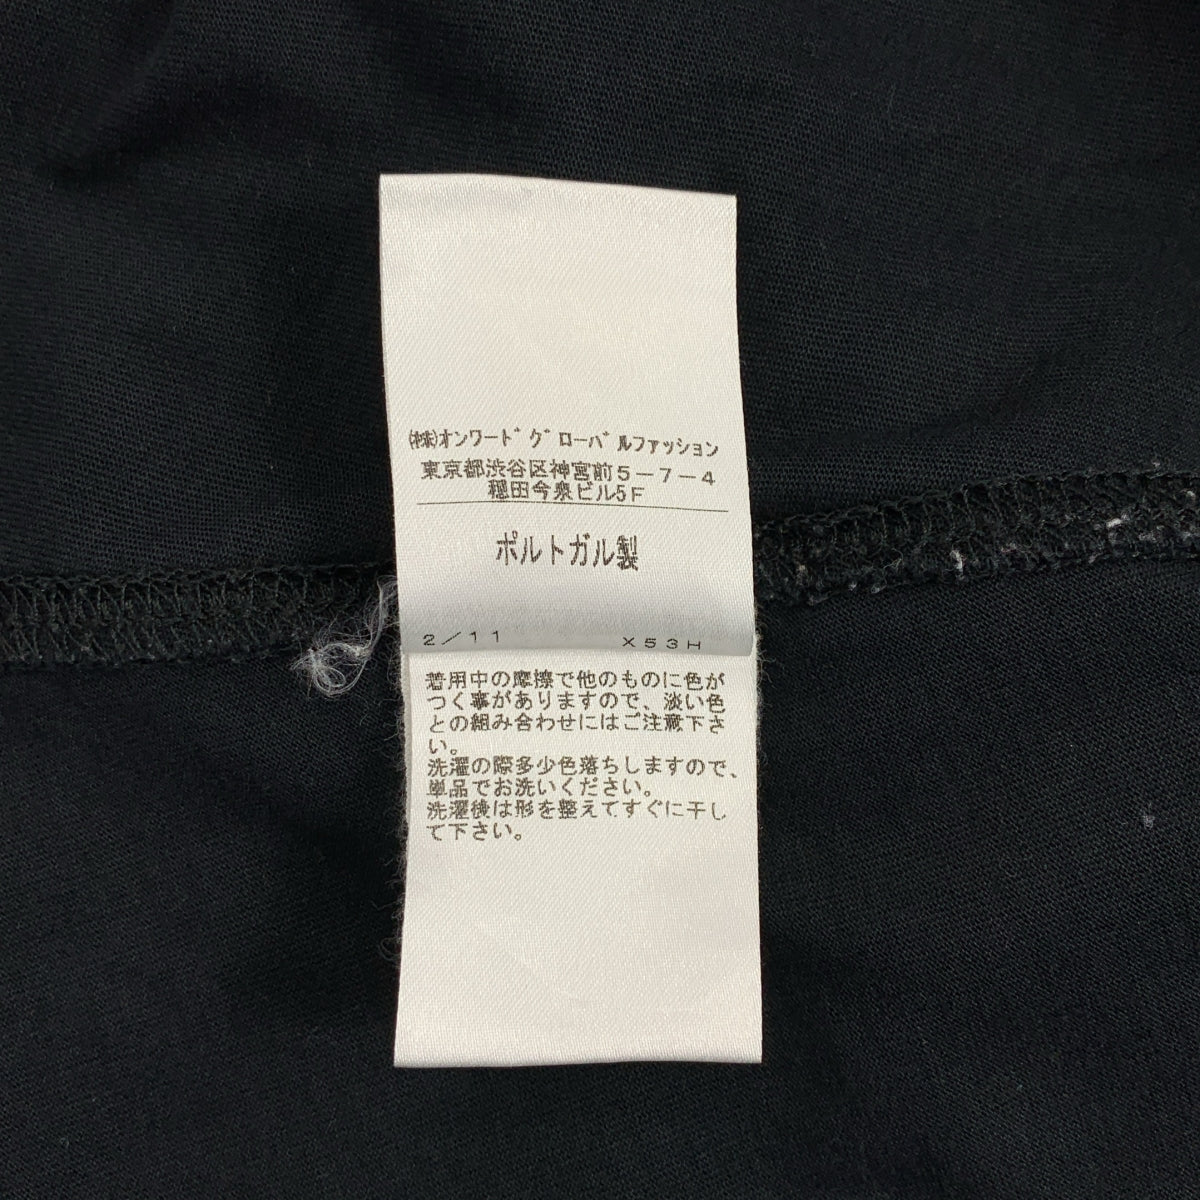 ㈱オンワードグローバルファッション
東京都渋谷区神宮前5-7-4
穏田今泉ビル5F
ポルトガル製
2/11 X53H
着用中の摩擦で他のものに色が
つく事がありますので、淡い色
との組み合わせにはご注意下さ
い。
洗濯の際多少色落ちしますので、
単品でお洗いください。
洗濯後は形を整えてすぐに干し
て下さい。